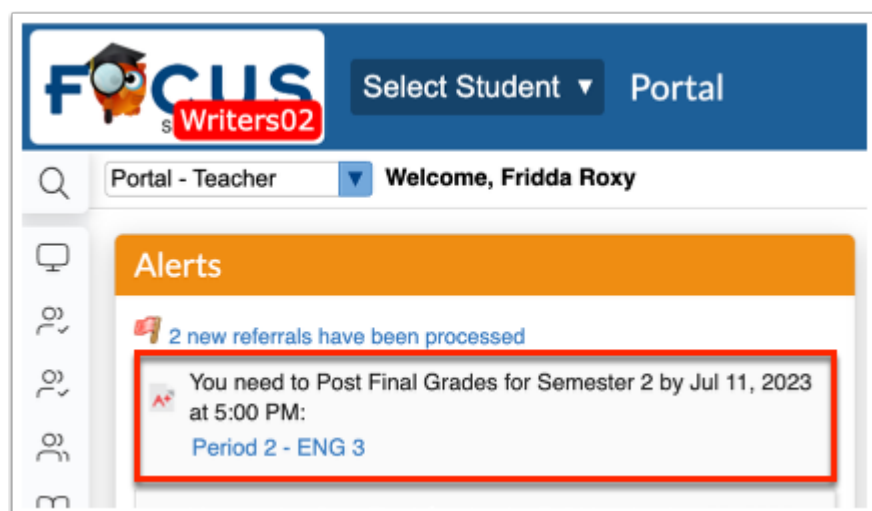 FOCUS
Writers02
Select Student ▼
Portal
Portal - Teacher ▼
Welcome, Fridda Roxy
Alerts
2 new referrals have been processed
A+
You need to Post Final Grades for Semester 2 by Jul 11, 2023
at 5:00 PM:
Period 2 - ENG 3